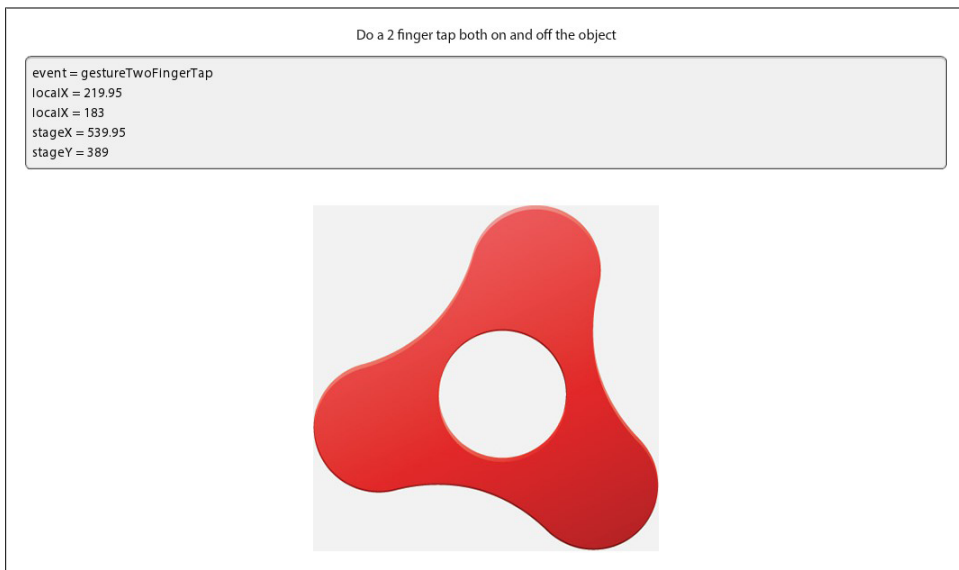 Do a 2 finger tap both on and off the object
event = gestureTwoFingerTap
localX = 219.95
localX = 183
stageX = 539.95
stageY = 389